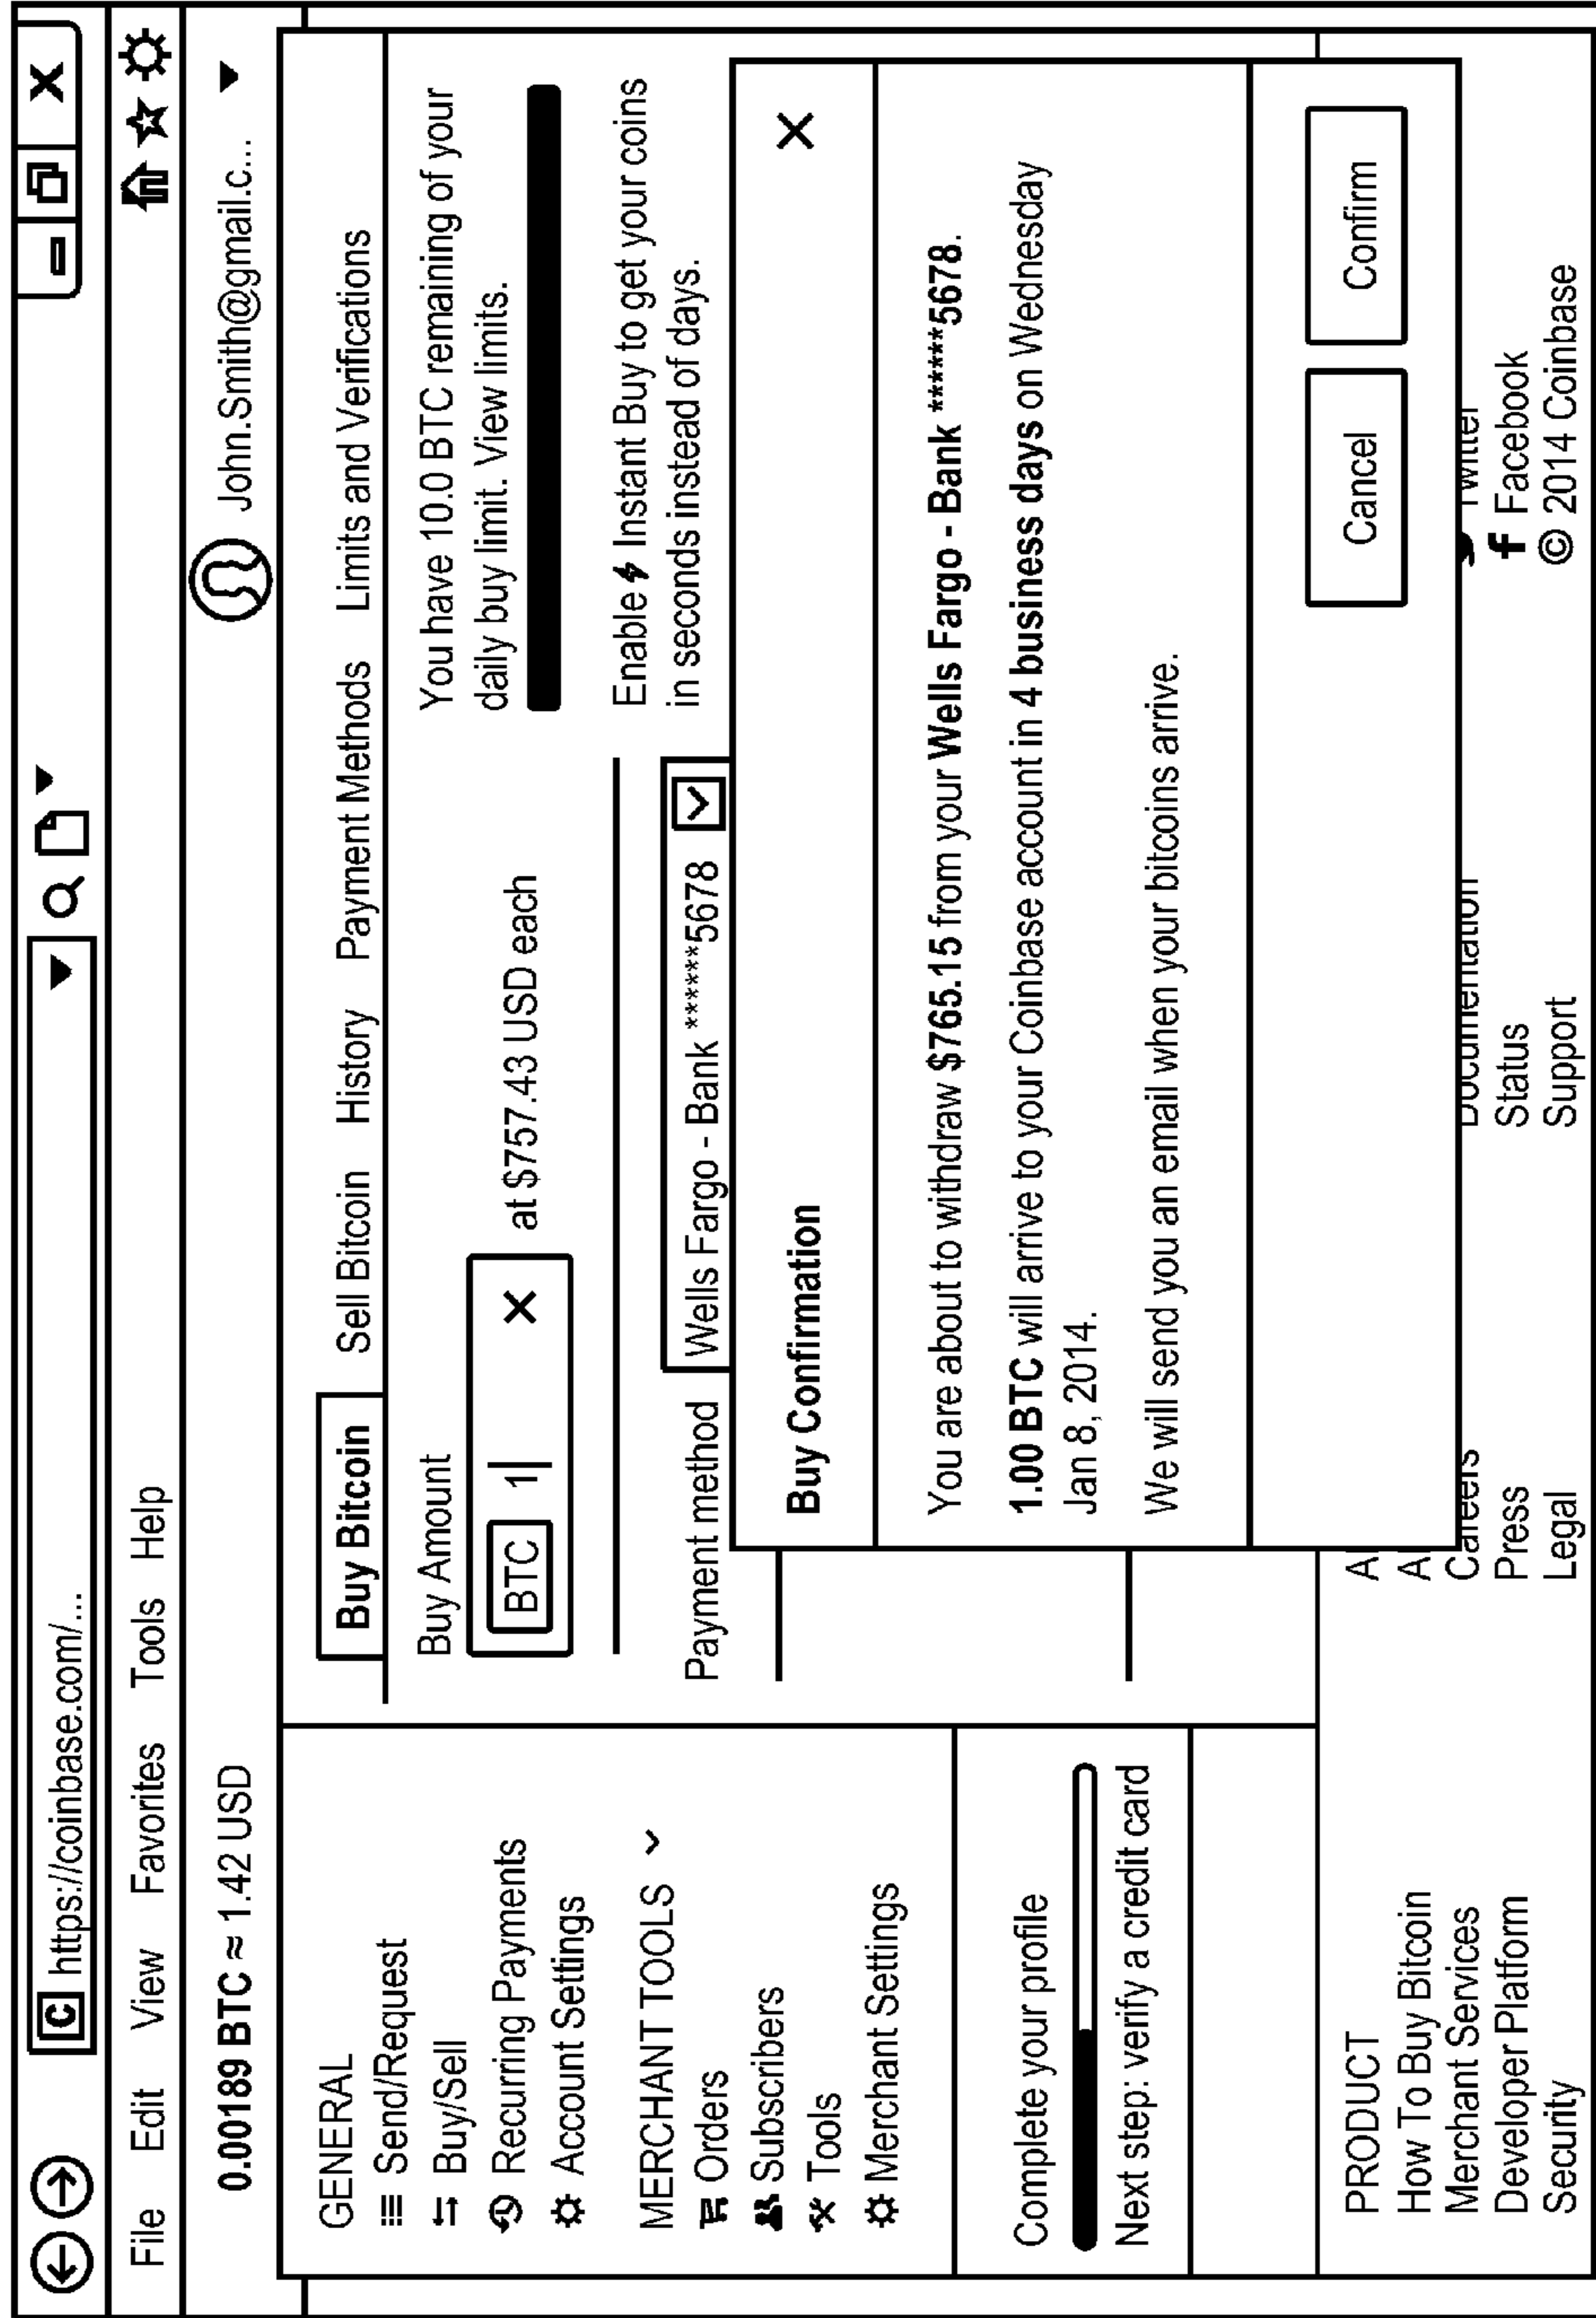 C https://coinbase.com/...
File Edit View Favorites Tools Help
0.00189 BTC ≈ 1.42 USD
John.Smith@gmail.c...
GENERAL
Send/Request
Buy/Sell
Recurring Payments
Account Settings
MERCHANT TOOLS
Orders
Subscribers
Tools
Merchant Settings
Complete your profile
Next step: verify a credit card
Buy Bitcoin Sell Bitcoin History Payment Methods Limits and Verifications
Buy Amount
BTC 1 X at $757.43 USD each
You have 10.0 BTC remaining of your
daily buy limit. View limits.
Payment method Wells Fargo - Bank ******5678
Enable Instant Buy to get your coins
in seconds instead of days.
Buy Confirmation X
You are about to withdraw $765.15 from your Wells Fargo - Bank ******5678.
1.00 BTC will arrive to your Coinbase account in 4 business days on Wednesday
Jan 8, 2014.
We will send you an email when your bitcoins arrive.
Cancel Confirm
PRODUCT
How To Buy Bitcoin
Merchant Services
Developer Platform
Security
A
A
Careers
Press
Legal
Documentation
Status
Support
Twitter
f Facebook
© 2014 Coinbase